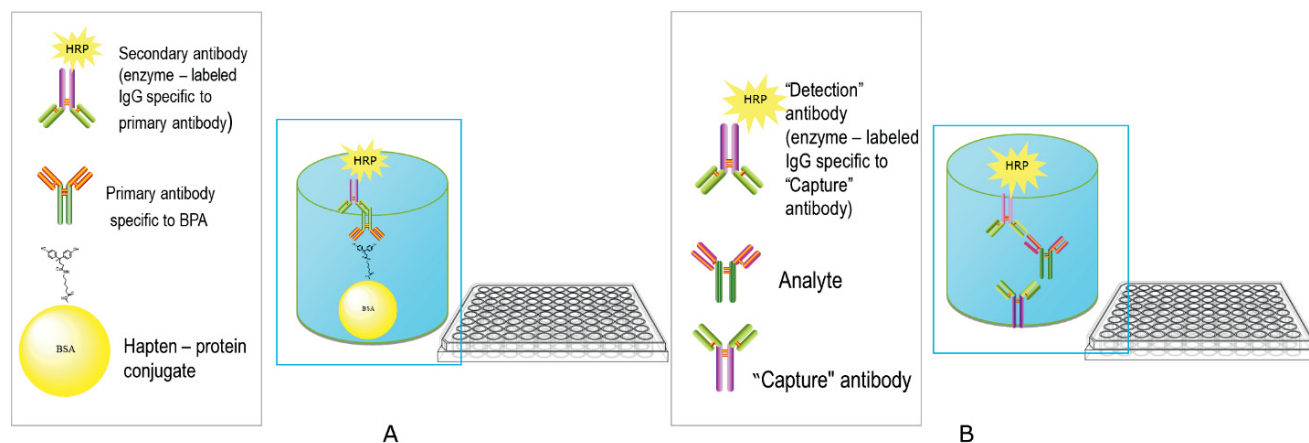 HRP
Secondary antibody
(enzyme – labeled
IgG specific to
primary antibody)
Primary antibody
specific to BPA
BSA
Hapten – protein
conjugate
HRP
BSA
A
HRP
“Detection”
antibody
(enzyme – labeled
IgG specific to
“Capture”
antibody)
Analyte
“Capture" antibody
HRP
B